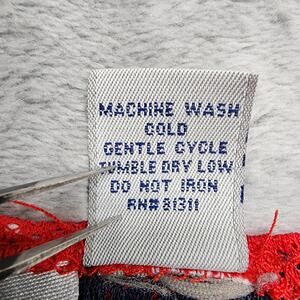 MACHINE WASH
COLD
GENTLE CYCLE
TUMBLE DRY LOW
DO NOT IRON
RN# 81311